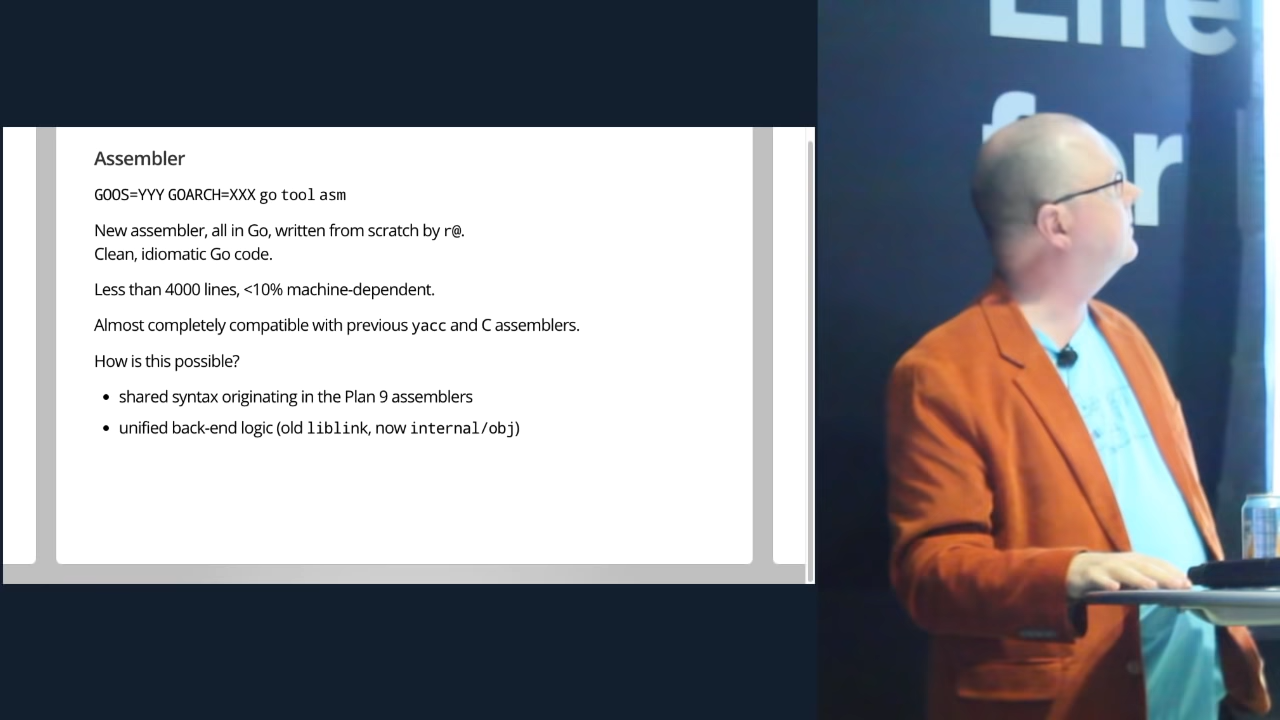 Assembler
GOOS=YYY GOARCH=XXX go tool asm
New assembler, all in Go, written from scratch by r@.
Clean, idiomatic Go code.
Less than 4000 lines, <10% machine-dependent.
Almost completely compatible with previous yacc and C assemblers.
How is this possible?
• shared syntax originating in the Plan 9 assemblers
• unified back-end logic (old liblink, now internal/obj)
for